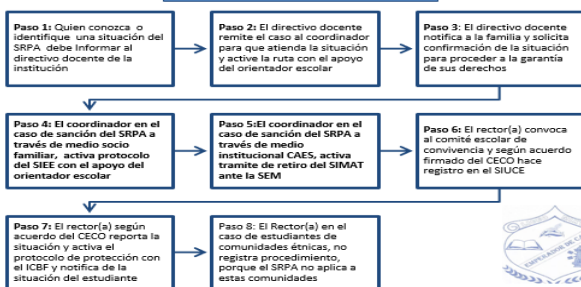 Paso 1: Quien conozca o
identifique una situación del
SRPA debe Informar al
directivo docente de la
institución
Paso 2: El directivo docente
remite el caso al coordinador
para que atienda la situación
y active la ruta con el apoyo
del orientador escolar
Paso 3: El directivo docente
notifica a la familia y solicita
confirmación de la situación
para proceder a la garantía
de sus derechos
Paso 4: El coordinador en el
caso de sanción del SRPA a
través de medio socio
familiar, activa protocolo
del SIEE con el apoyo del
orientador escolar
Paso 5:El coordinador en el
caso de sanción del SRPA a
través de medio
institucional CAES, activa
tramite de retiro del SIMAT
ante la SEM
Paso 6: El rector(a) convoca
al comité escolar de
convivencia y según acuerdo
firmado del CECO hace
registro en el SIUCE
Paso 7: El rector(a) según
acuerdo del CECO reporta la
situación y activa el
protocolo de protección con
el ICBF y notifica de la
situación del estudiante
Paso 8: El Rector(a) en el
caso de estudiantes de
comunidades étnicas, no
registra procedimiento,
porque el SRPA no aplica a
estas comunidades